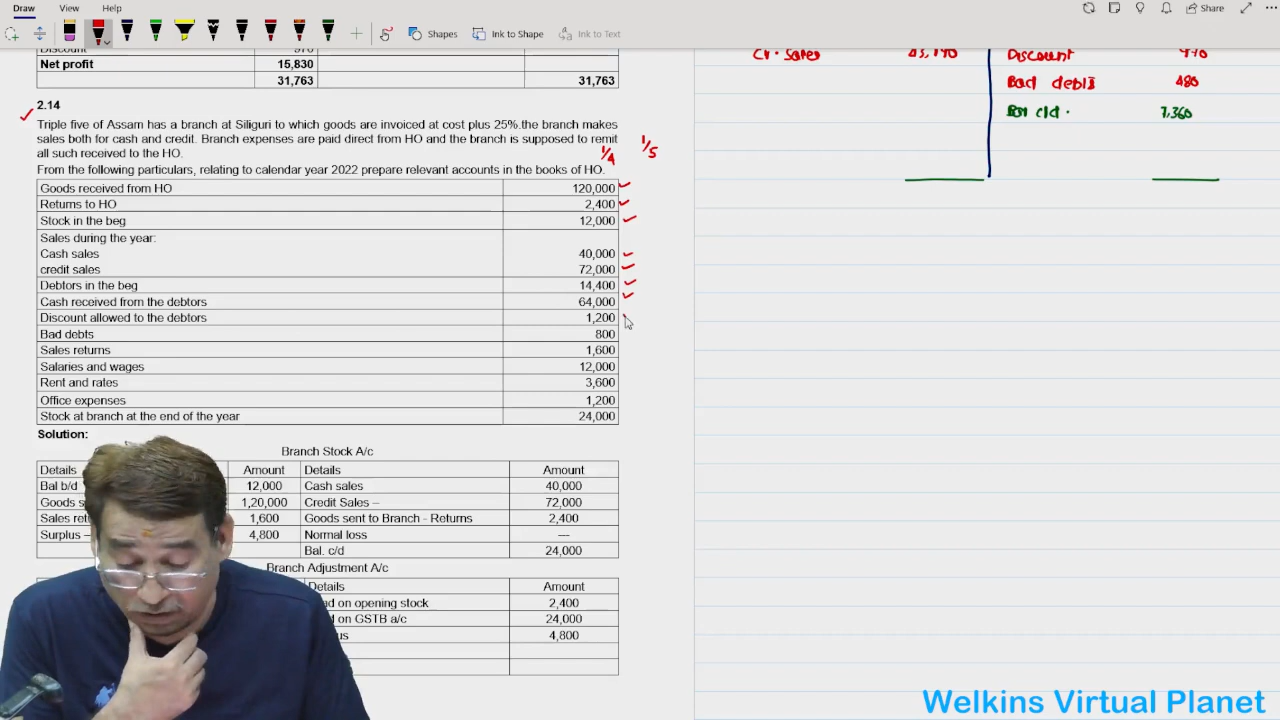 Draw View Help
Share
Shapes Ink to Shape Ink to Text
Discount 970
Net profit 15,830
31,763 31,763
Cr. Sales
Discount
Bad debts 480
Bal c/d 7,360
2.14
Triple five of Assam has a branch at Siliguri to which goods are invoiced at cost plus 25%.the branch makes
sales both for cash and credit. Branch expenses are paid direct from HO and the branch is supposed to remit
all such received to the HO.
1/4 1/5
From the following particulars, relating to calendar year 2022 prepare relevant accounts in the books of HO.
Goods received from HO 120,000
Returns to HO 2,400
Stock in the beg 12,000
Sales during the year:
Cash sales 40,000
credit sales 72,000
Debtors in the beg 14,400
Cash received from the debtors 64,000
Discount allowed to the debtors 1,200
Bad debts 800
Sales returns 1,600
Salaries and wages 12,000
Rent and rates 3,600
Office expenses 1,200
Stock at branch at the end of the year 24,000
Solution:
Branch Stock A/c
Details Amount Details Amount
Bal b/d 12,000 Cash sales 40,000
Goods 1,20,000 Credit Sales – 72,000
Sales 1,600 Goods sent to Branch - Returns 2,400
Surplus – 4,800 Normal loss ---
Bal. c/d 24,000
Branch Adjustment A/c
Details Amount
on opening stock 2,400
on GSTB a/c 24,000
4,800
Welkins Virtual Planet